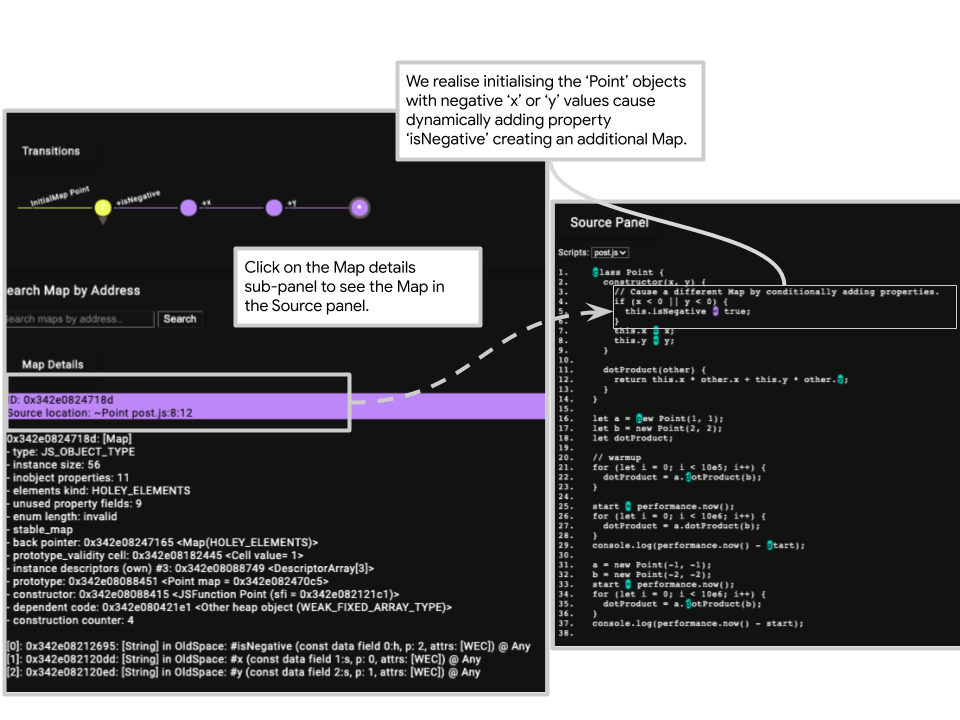 We realise initialising the ‘Point’ objects
with negative ‘x’ or ‘y’ values cause
dynamically adding property
‘isNegative’ creating an additional Map.
Transitions
InitialMap Point
+isNegative
+x
+y
Click on the Map details
sub-panel to see the Map in
the Source panel.
earch Map by Address
Search maps by address..
Search
Map Details
ID: 0x342e0824718d
Source location: ~Point post.js:8:12
0x342e0824718d: [Map]
- type: JS_OBJECT_TYPE
- instance size: 56
- inobject properties: 11
- elements kind: HOLEY_ELEMENTS
- unused property fields: 9
- enum length: invalid
- stable_map
- back pointer: 0x342e08247165 <Map(HOLEY_ELEMENTS)>
- prototype_validity cell: 0x342e08182445 <Cell value= 1>
- instance descriptors (own) #3: 0x342e08088749 <DescriptorArray[3]>
- prototype: 0x342e08088451 <Point map = 0x342e082470c5>
- constructor: 0x342e08088415 <JSFunction Point (sfi = 0x342e082121c1)>
- dependent code: 0x342e080421e1 <Other heap object (WEAK_FIXED_ARRAY_TYPE)>
- construction counter: 4
[0]: 0x342e08212695: [String] in OldSpace: #isNegative (const data field 0:h, p: 2, attrs: [WEC]) @ Any
[1]: 0x342e082120dd: [String] in OldSpace: #x (const data field 1:s, p: 0, attrs: [WEC]) @ Any
[2]: 0x342e082120ed: [String] in OldSpace: #y (const data field 2:s, p: 1, attrs: [WEC]) @ Any
Source Panel
Scripts: post.js
1. class Point {
2. constructor(x, y) {
3. // Cause a different Map by conditionally adding properties.
4. if (x < 0 || y < 0) {
5. this.isNegative = true;
6. }
7. this.x = x;
8. this.y = y;
9. }
10.
11. dotProduct(other) {
12. return this.x * other.x + this.y * other.y;
13. }
14. }
15.
16. let a = new Point(1, 1);
17. let b = new Point(2, 2);
18. let dotProduct;
19.
20. // warmup
21. for (let i = 0; i < 10e5; i++) {
22. dotProduct = a.dotProduct(b);
23. }
24.
25. start = performance.now();
26. for (let i = 0; i < 10e6; i++) {
27. dotProduct = a.dotProduct(b);
28. }
29. console.log(performance.now() - start);
30.
31. a = new Point(-1, -1);
32. b = new Point(-2, -2);
33. start = performance.now();
34. for (let i = 0; i < 10e6; i++) {
35. dotProduct = a.dotProduct(b);
36. }
37. console.log(performance.now() - start);
38.